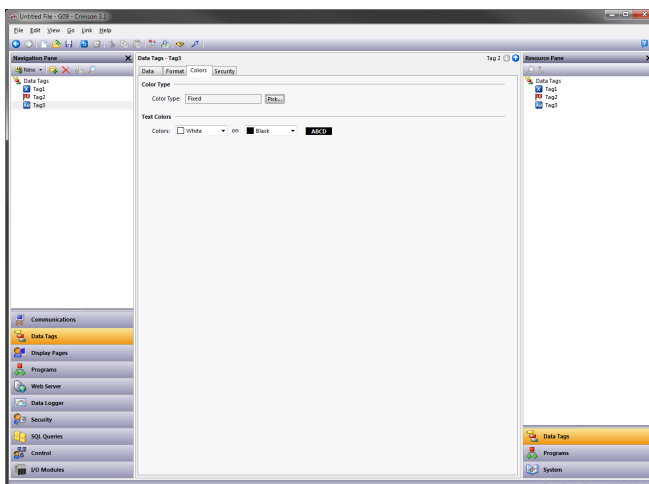 Untitled File - G09 - Crimson 3.1
File Edit View Go Link Help
Navigation Pane
New
Data Tags
Tag1
Tag2
Tag3
Communications
Data Tags
Display Pages
Programs
Web Server
Data Logger
Security
SQL Queries
Control
I/O Modules
Data Tags - Tag3
Tag 2
Data Format Colors Security
Color Type
Color Type: Fixed Pick...
Text Colors
Colors: White on Black ABCD
Resource Pane
Data Tags
Tag1
Tag2
Tag3
Data Tags
Programs
System